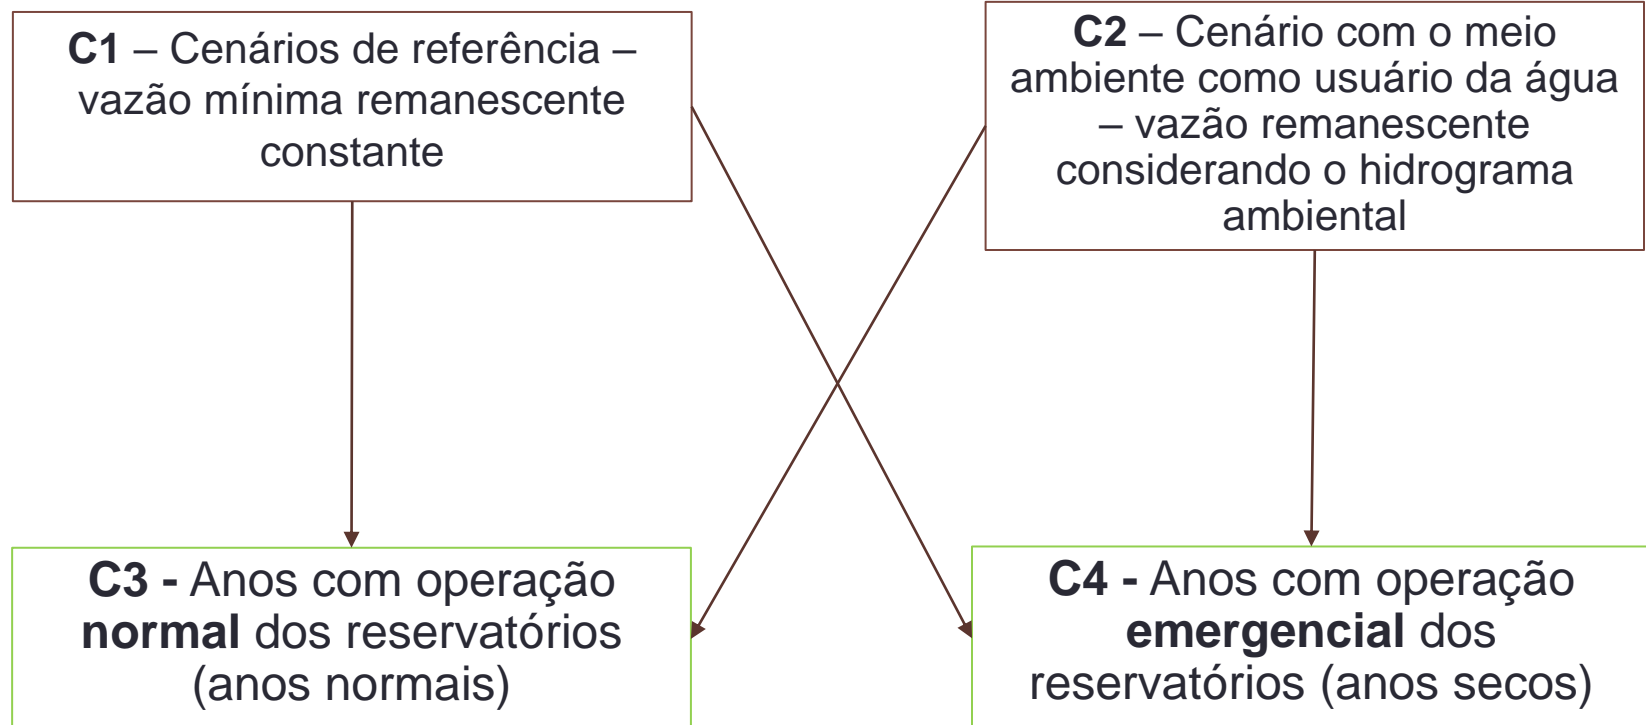 C1 – Cenários de referência –
vazão mínima remanescente
constante
C2 – Cenário com o meio
ambiente como usuário da água
– vazão remanescente
considerando o hidrograma
ambiental
C3 - Anos com operação
normal dos reservatórios
(anos normais)
C4 - Anos com operação
emergencial dos
reservatórios (anos secos)